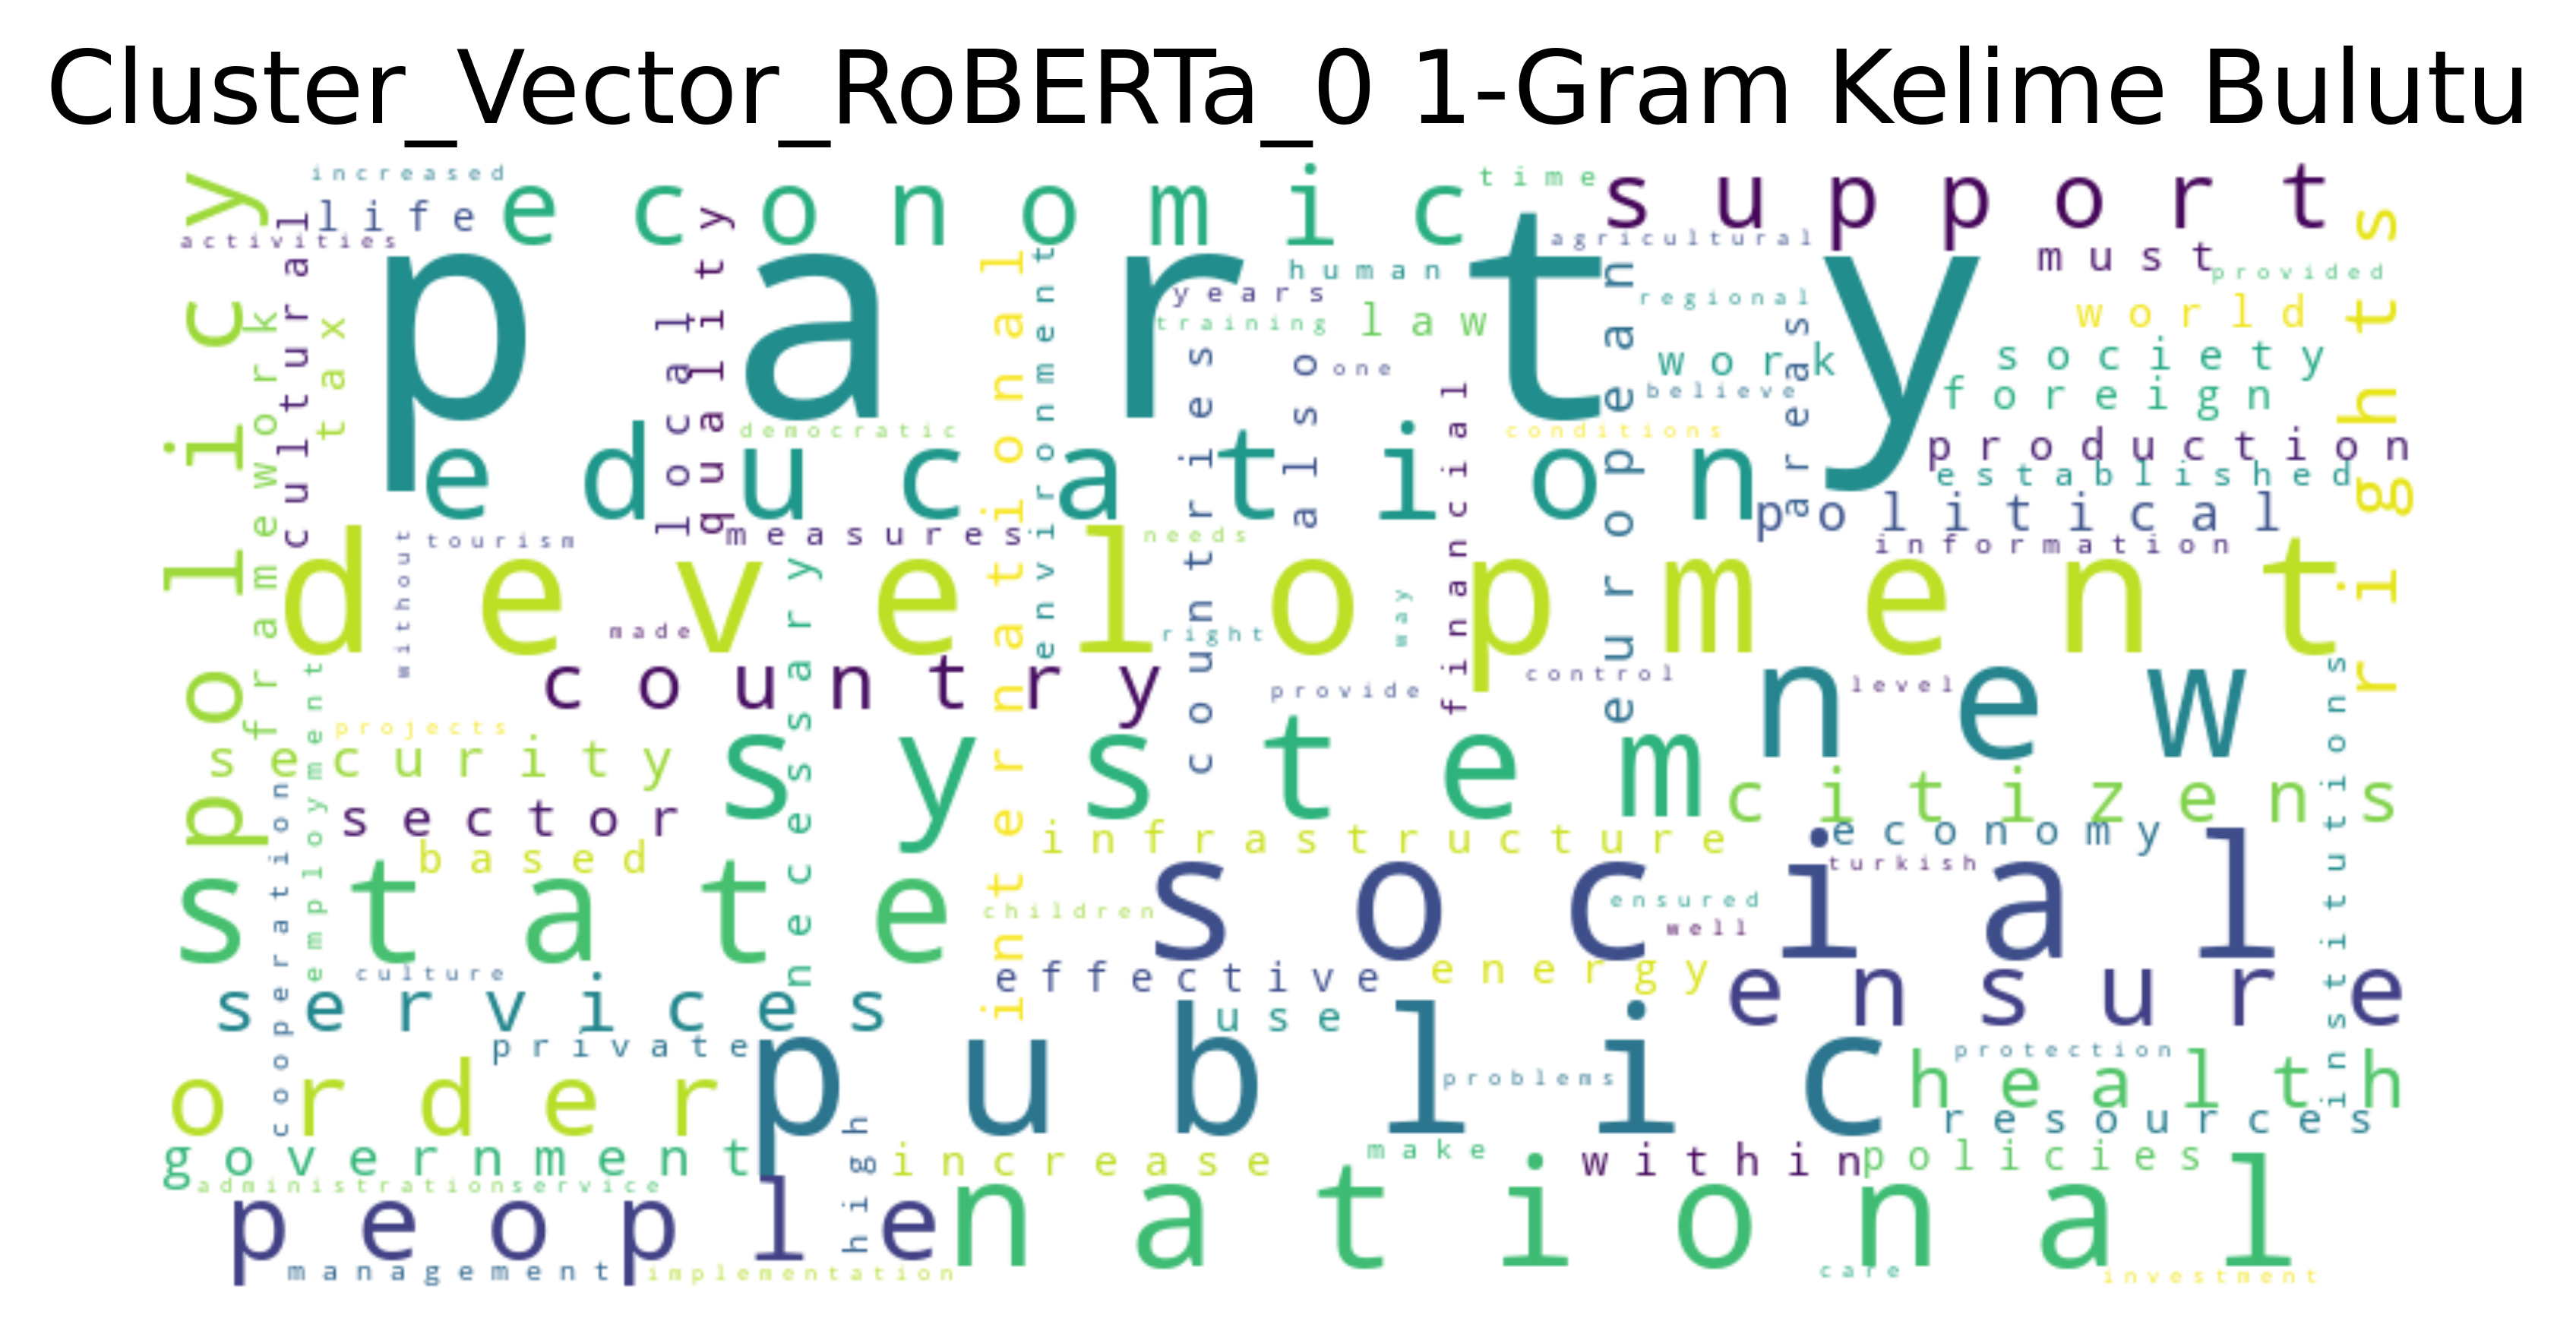 Cluster_Vector_RoBERTa_0 1-Gram Kelime Bulutu
increased
time
support
life
economic
activities
agricultural
must
provided
human
years
regional
world
training
law
party
work
society
one
believe
foreign
democratic
conditions
production
education
established
political
measures
needs
tourism
information
development
made
right
country
provide
control
level
new
projects
security
system
citizens
sector
infrastructure
economy
based
turkish
state
social
children
ensured
well
culture
effective
energy
ensure
services
use
private
public
protection
problems
health
order
resources
government
increase
make
within
policies
administration
service
people
national
management
implementation
care
investment
policy
framework
cultural
tax
local
quality
international
environment
countries
also
financial
european
areas
rights
without
necessary
way
employment
cooperation
institutions
high